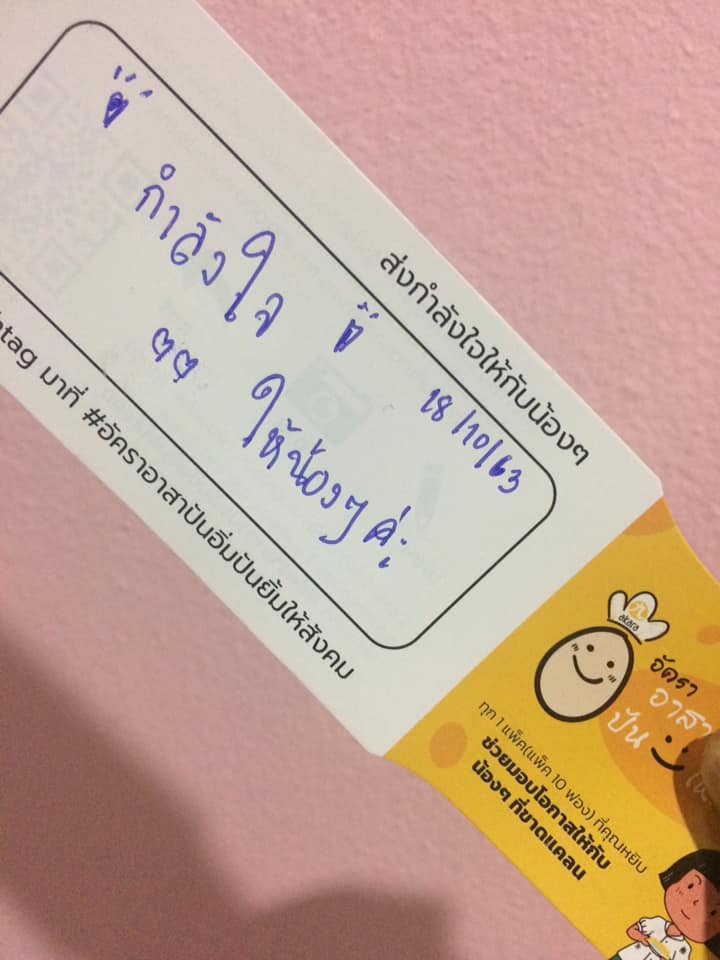 ส่งกำลังใจให้กับน้องๆ
18/10/63
กำลังใจ
ให้น้องๆ ค่ะ
tag มาที่ #อัคราอาสาปันอิ่มปันยิ้มให้สังคม
akara
อัครา
อาสา
ปัน
ทุก 1 แพ็ค(แพ็ค 10 ฟอง) ที่คุณหยิบ
ช่วยมอบโอกาสให้กับ
น้องๆ ที่ขาดแคลน